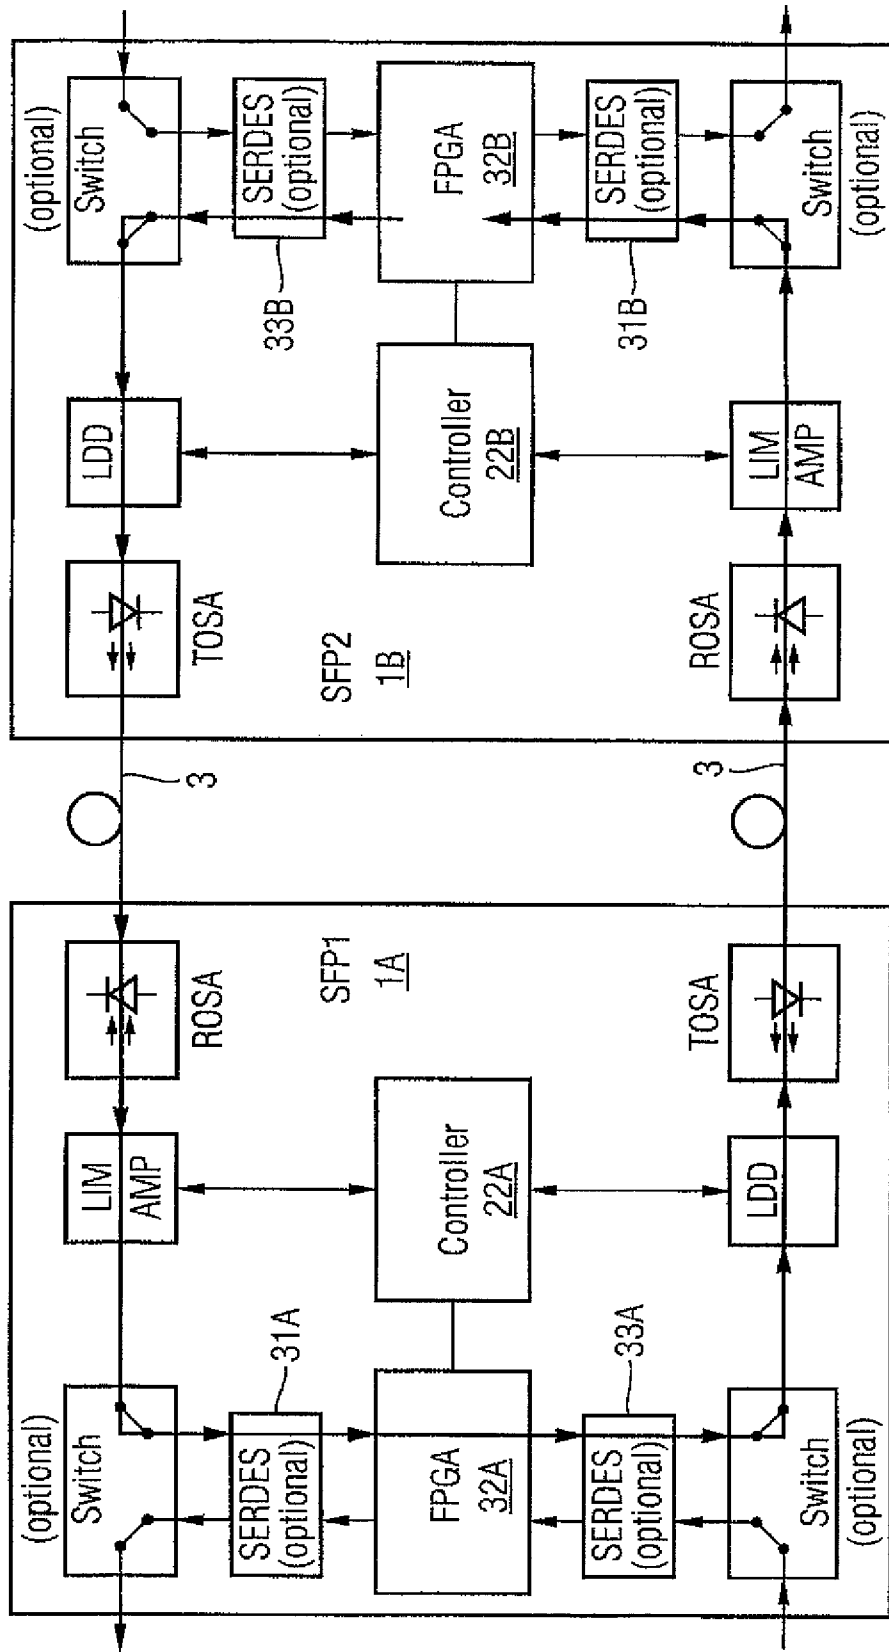 (optional)
Switch
LIM
AMP
ROSA
3
TOSA
LDD
(optional)
Switch
31A
SERDES
(optional)
33B
SERDES
(optional)
FPGA
32A
Controller
22A
SFP1
1A
SFP2
1B
Controller
22B
FPGA
32B
33A
SERDES
(optional)
31B
SERDES
(optional)
Switch
(optional)
LDD
TOSA
3
ROSA
LIM
AMP
Switch
(optional)